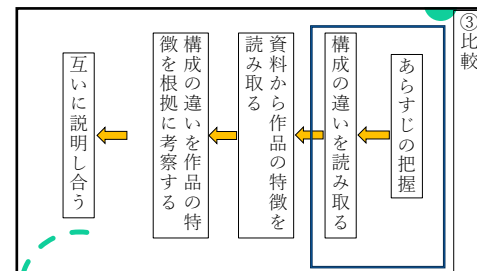 ③比較
あらすじの把握
構成の違いを読み取る
資料から作品の特徴を
読み取る
構成の違いを作品の特
徴を根拠に考察する
互いに説明し合う